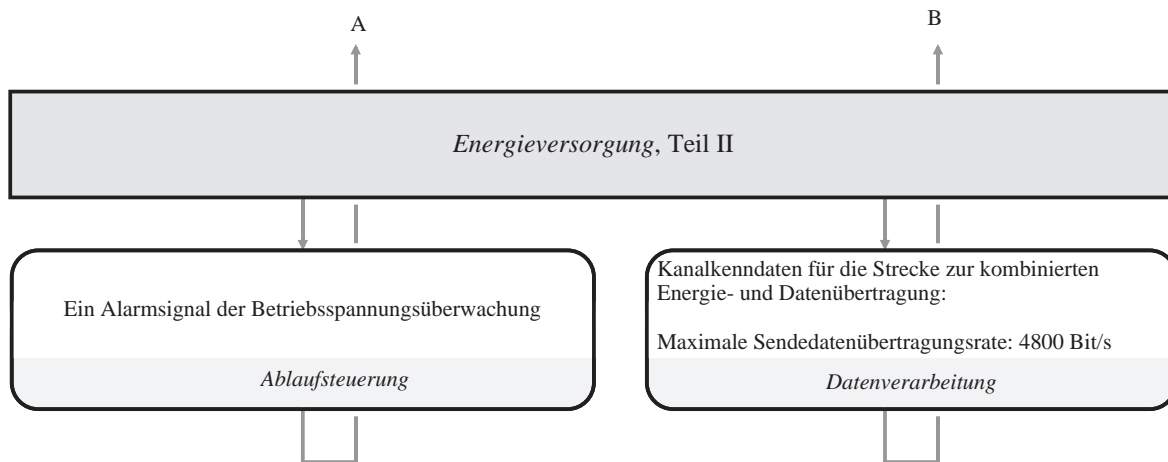 A
B
Energieversorgung, Teil II
Ein Alarmsignal der Betriebsspannungsüberwachung
Ablaufsteuerung
Kanalkenndaten für die Strecke zur kombinierten
Energie- und Datenübertragung:
Maximale Sendedatenübertragungsrate: 4800 Bit/s
Datenverarbeitung